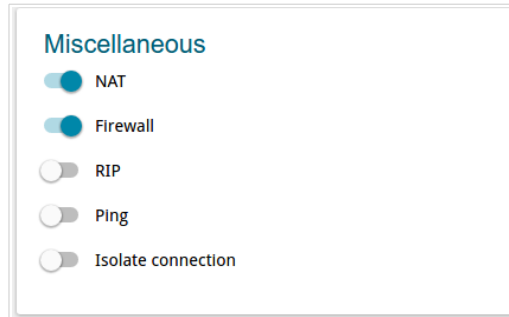 Miscellaneous
NAT
Firewall
RIP
Ping
Isolate connection